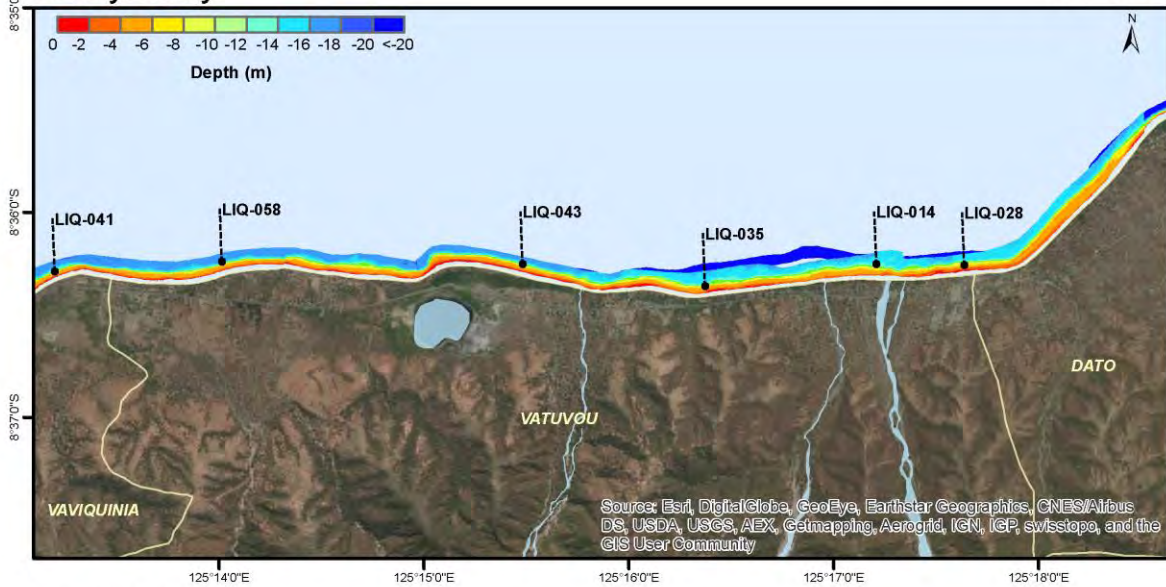 8°35'0"S
0 -2 -4 -6 -8 -10 -12 -14 -16 -18 -20 <-20
Depth (m)
N
8°36'0"S
LIQ-041
LIQ-058
LIQ-043
LIQ-035
LIQ-014
LIQ-028
DATO
8°37'0"S
VATUVOU
VAVIQUINIA
Source: Esri, DigitalGlobe, GeoEye, Earthstar Geographics, CNES/Airbus
DS, USDA, USGS, AEX, Getmapping, Aerogrid, IGN, IGP, swisstopo, and the
GIS User Community
125°14'0"E 125°15'0"E 125°16'0"E 125°17'0"E 125°18'0"E